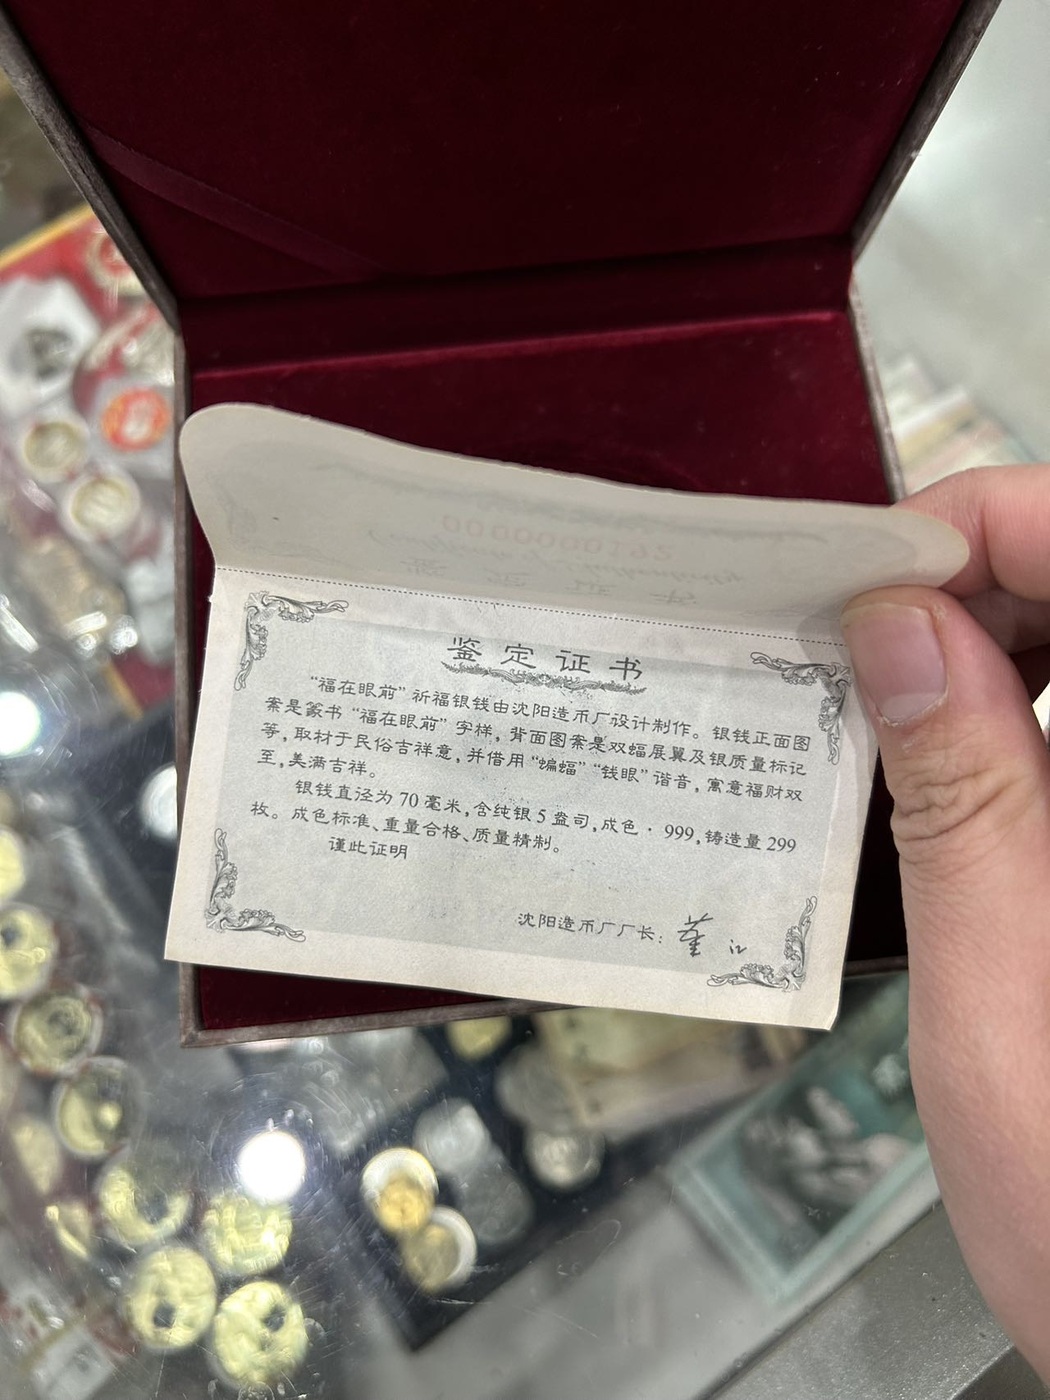 0000000192
鉴定证书
“福在眼前”祈福银钱由沈阳造币厂设计制作。银钱正面图
案是篆书“福在眼前”字样，背面图案是双蝠展翼及银质量标记
等，取材于民俗吉祥意，并借用“蝙蝠”“钱眼”谐音，寓意福财双
至，美满吉祥。
银钱直径为70毫米，含纯银5盎司，成色·999，铸造量299
枚。成色标准、重量合格、质量精制。
谨此证明
沈阳造币厂厂长：